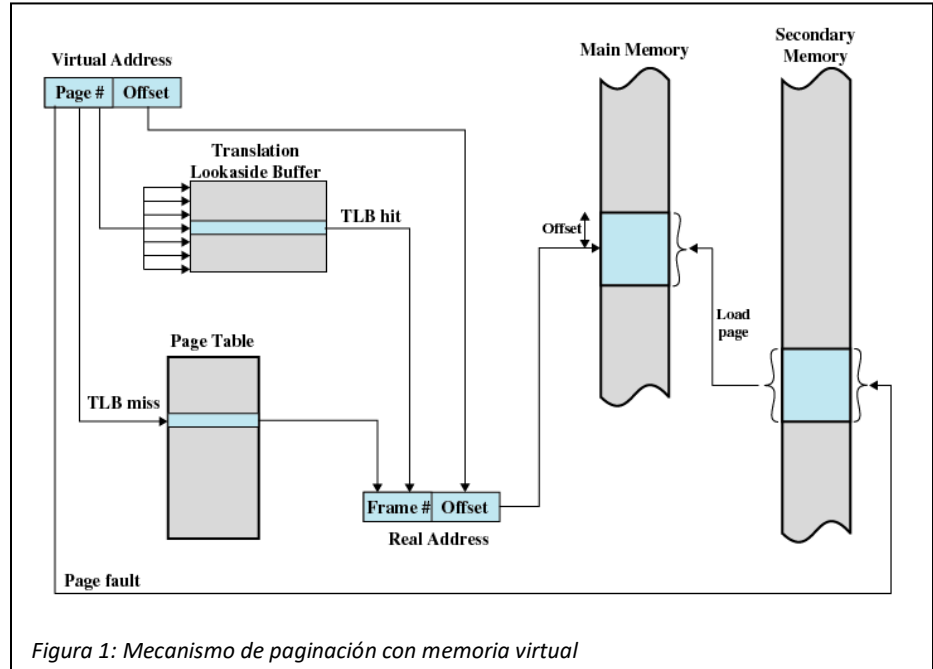 Virtual Address
Page #
Offset
Main Memory
Secondary
Memory
Translation
Lookaside Buffer
TLB hit
Offset
Load
page
Page Table
TLB miss
Frame #
Offset
Real Address
Page fault
Figura 1: Mecanismo de paginación con memoria virtual